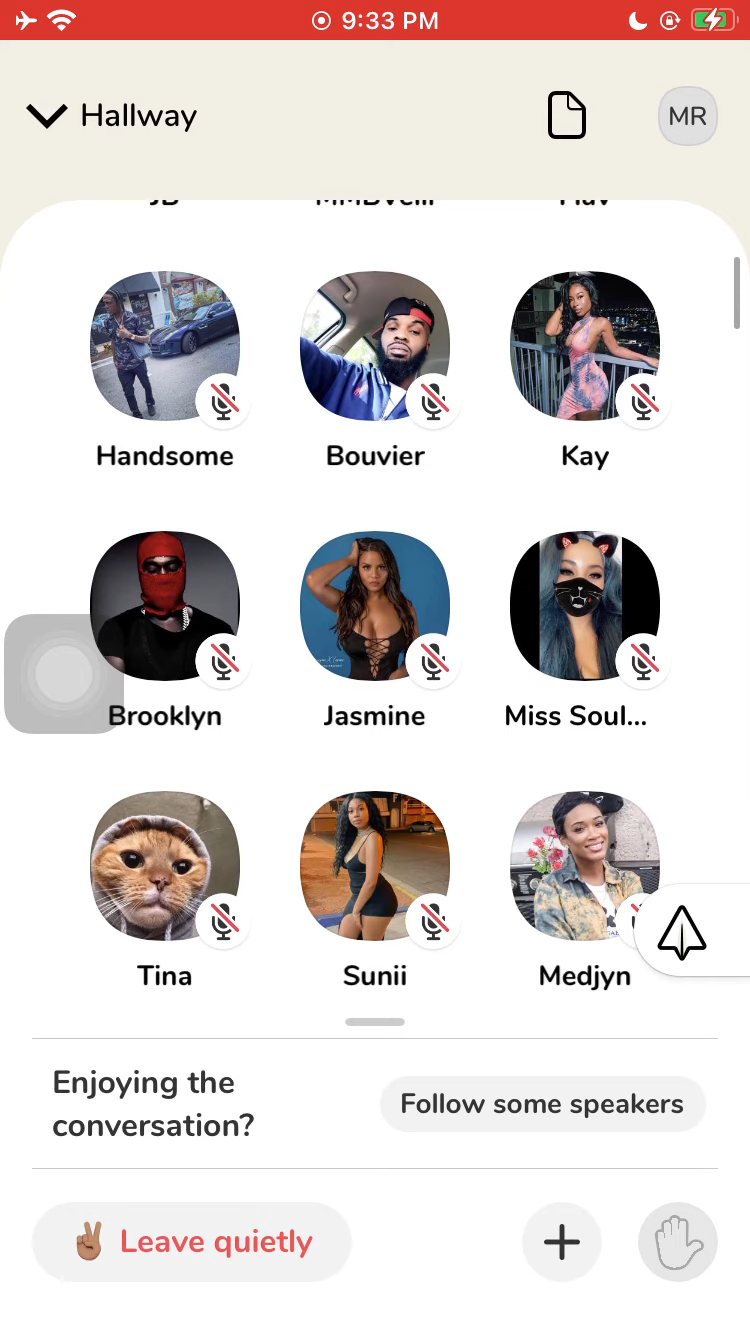 9:33 PM
Hallway
MR
Handsome
Bouvier
Kay
Brooklyn
Jasmine
Miss Soul...
Tina
Sunii
Medjyn
Enjoying the
conversation?
Follow some speakers
Leave quietly